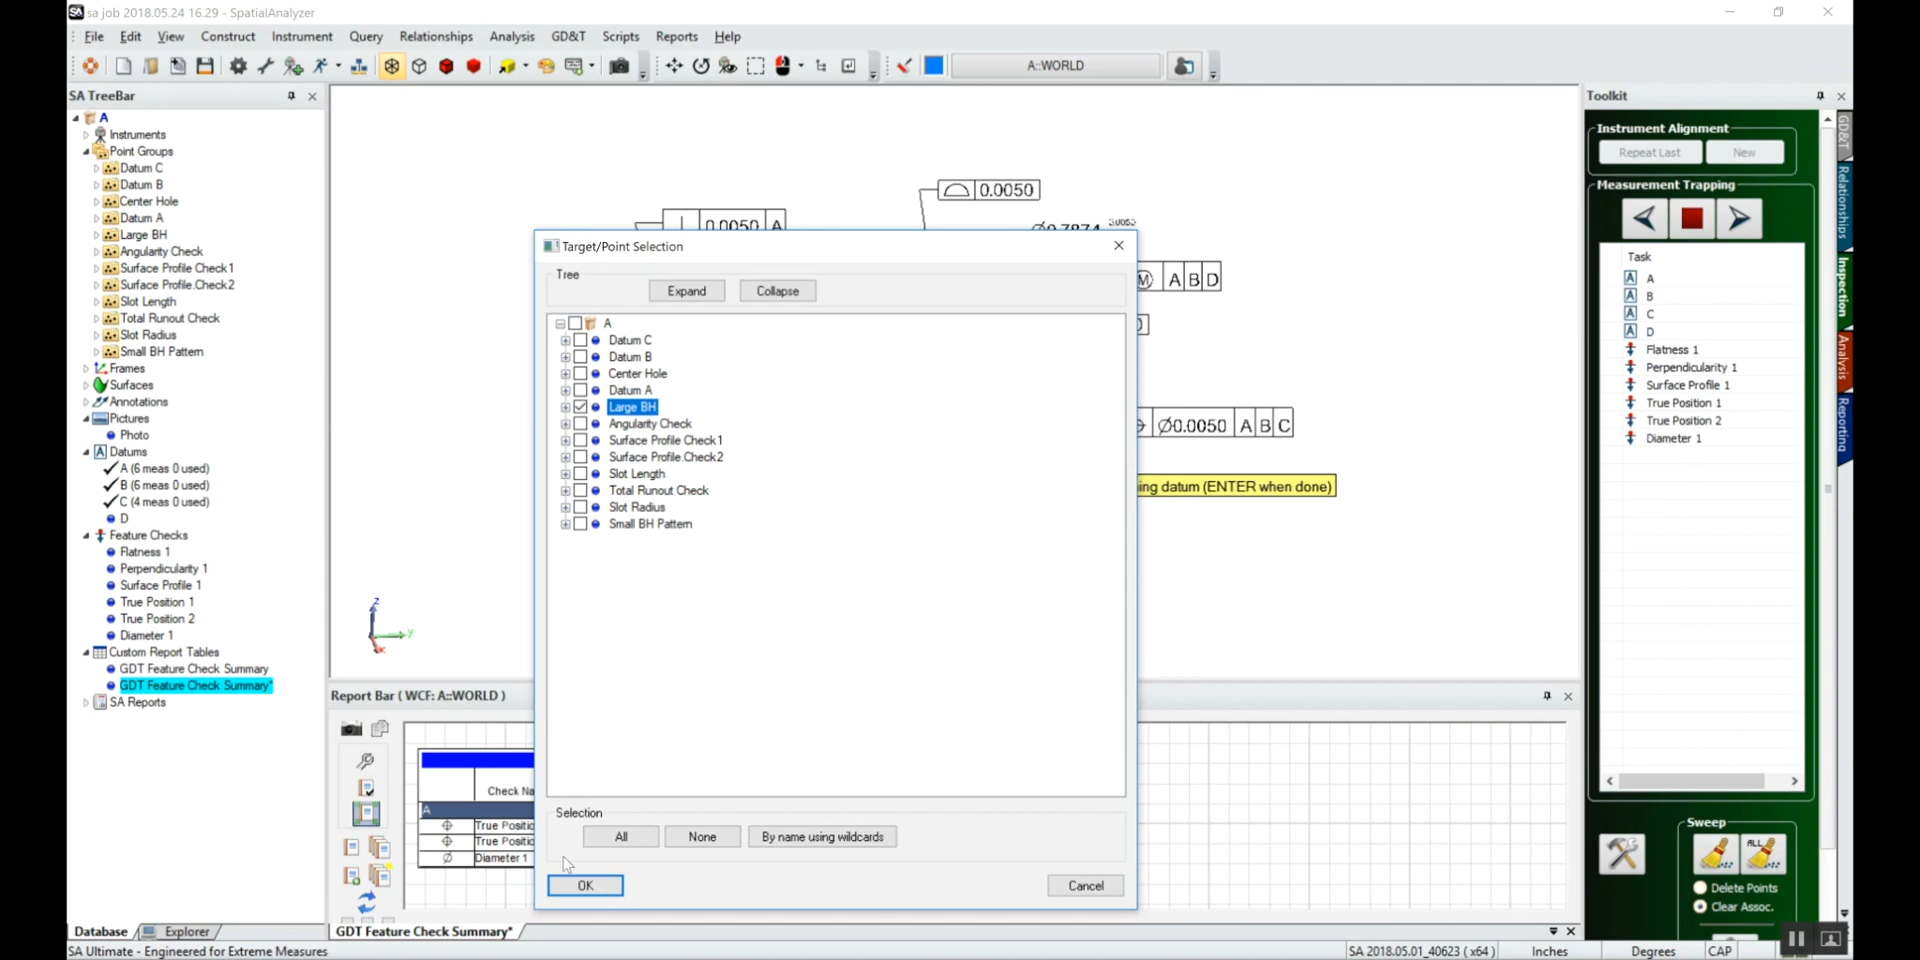 sa job 2018.05.24 16.29 - SpatialAnalyzer
File Edit View Construct Instrument Query Relationships Analysis GD&T Scripts Reports Help
A::WORLD
SA TreeBar
A
Instruments
Point Groups
Datum C
Datum B
Center Hole
Datum A
Large BH
Angularity Check
Surface Profile Check1
Surface Profile.Check2
Slot Length
Total Runout Check
Slot Radius
Small BH Pattern
Frames
Surfaces
Annotations
Pictures
Photo
Datums
A (6 meas 0 used)
B (6 meas 0 used)
C (4 meas 0 used)
D
Feature Checks
Flatness 1
Perpendicularity 1
Surface Profile 1
True Position 1
True Position 2
Diameter 1
Custom Report Tables
GDT Feature Check Summary
GDT Feature Check Summary*
SA Reports
Database Explorer
0.0050
0.0050 A
Ø0.7874
M A B D
Ø0.0050 A B C
ing datum (ENTER when done)
z
y
x
Target/Point Selection
Tree
Expand Collapse
A
Datum C
Datum B
Center Hole
Datum A
Large BH
Angularity Check
Surface Profile Check1
Surface Profile.Check2
Slot Length
Total Runout Check
Slot Radius
Small BH Pattern
Selection
All None By name using wildcards
OK Cancel
Report Bar ( WCF: A::WORLD )
Check Na
A
True Positio
True Positio
Diameter 1
GDT Feature Check Summary*
Toolkit
Instrument Alignment
Repeat Last New
Measurement Trapping
Task
A
B
C
D
Flatness 1
Perpendicularity 1
Surface Profile 1
True Position 1
True Position 2
Diameter 1
Sweep
ALL
Delete Points
Clear Assoc.
GD&T
Relationships
Inspection
Analysis
Reporting
SA Ultimate - Engineered for Extreme Measures
SA 2018.05.01_40623 ( x64 ) Inches Degrees CAP